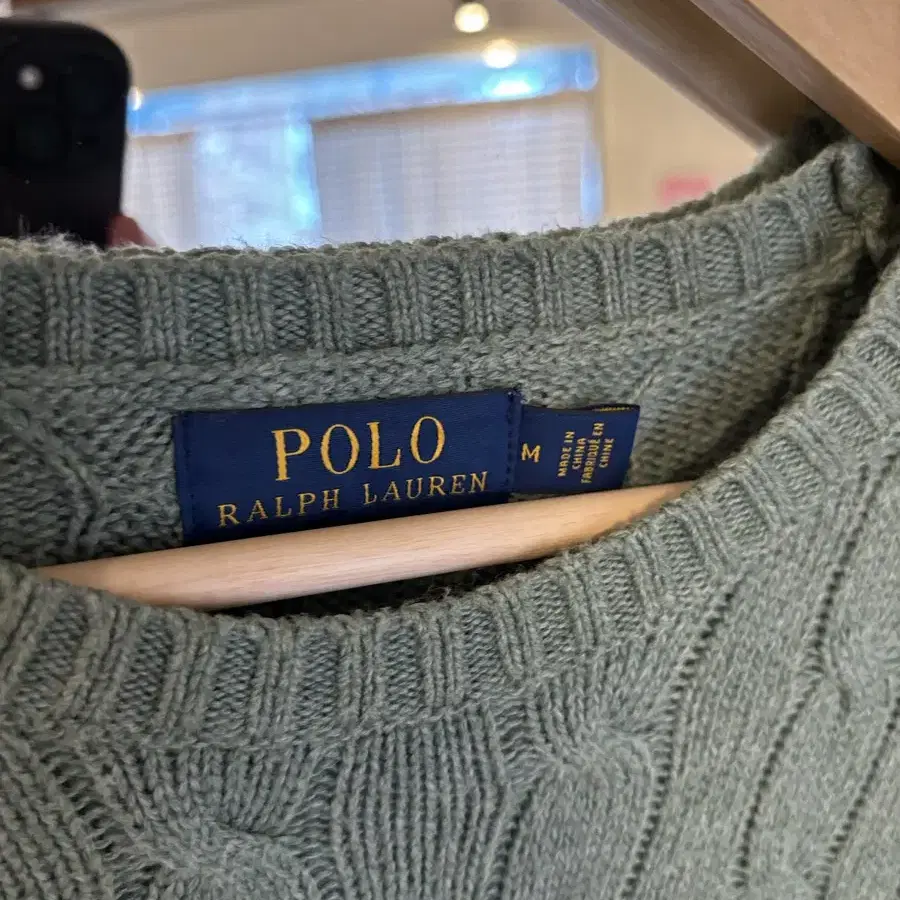 POLO
RALPH LAUREN
M
MADE IN
CHINA
FABRIQUÉ EN
CHINE